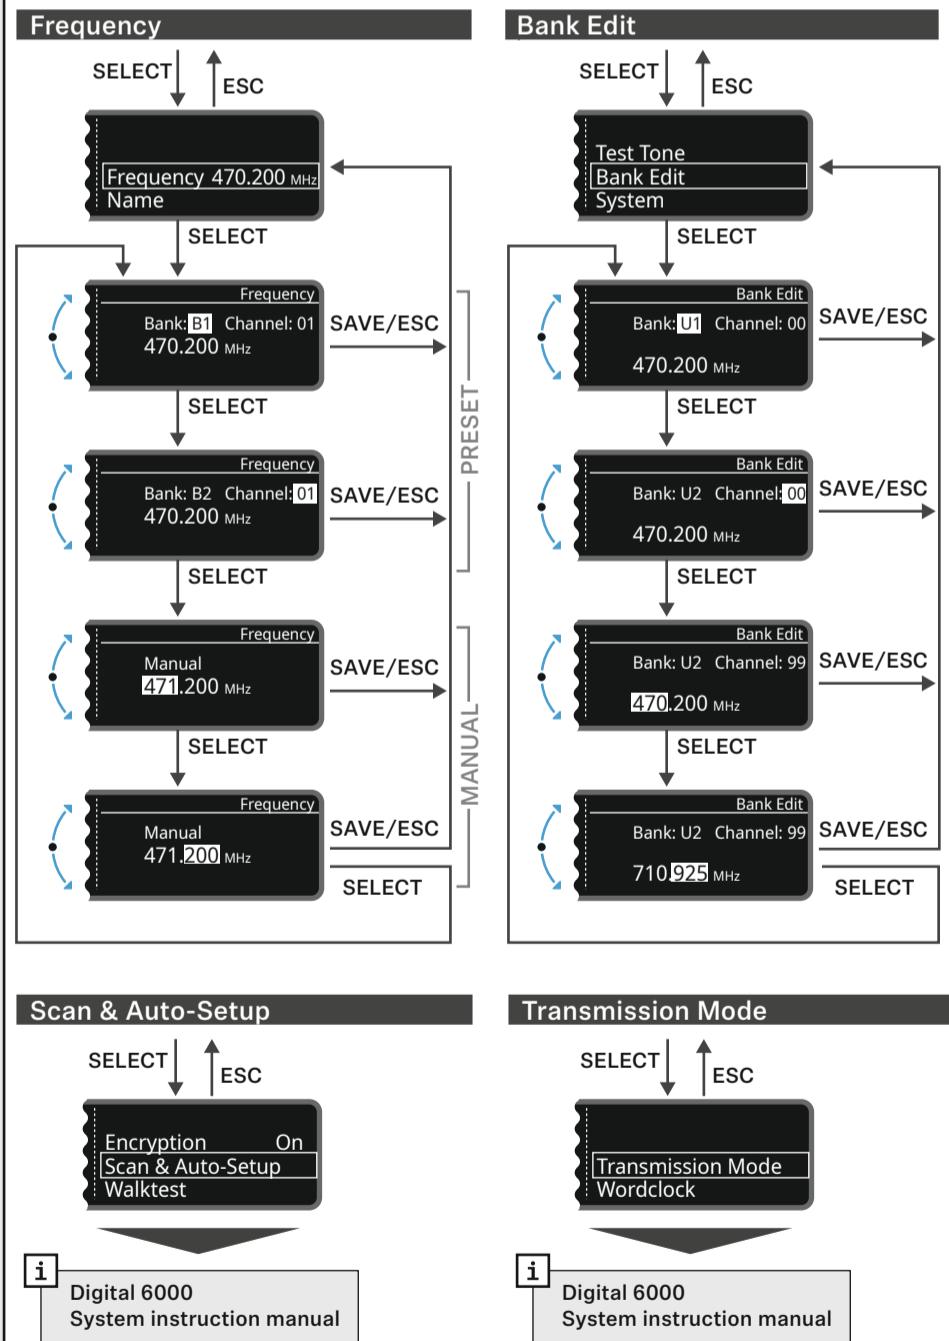 Frequency
SELECT
ESC
Frequency 470.200 MHz
Name
SELECT
Frequency
Bank: B1 Channel: 01
470.200 MHz
SAVE/ESC
SELECT
Frequency
Bank: B2 Channel: 01
470.200 MHz
SAVE/ESC
PRESET
SELECT
Frequency
Manual
471.200 MHz
SAVE/ESC
SELECT
Frequency
Manual
471.200 MHz
SAVE/ESC
SELECT
MANUAL
Bank Edit
SELECT
ESC
Test Tone
Bank Edit
System
SELECT
Bank Edit
Bank: U1 Channel: 00
470.200 MHz
SAVE/ESC
SELECT
Bank Edit
Bank: U2 Channel: 00
470.200 MHz
SAVE/ESC
SELECT
Bank Edit
Bank: U2 Channel: 99
470.200 MHz
SAVE/ESC
SELECT
Bank Edit
Bank: U2 Channel: 99
710.925 MHz
SAVE/ESC
SELECT
Scan & Auto-Setup
SELECT
ESC
Encryption On
Scan & Auto-Setup
Walktest
i
Digital 6000
System instruction manual
Transmission Mode
SELECT
ESC
Transmission Mode
Wordclock
i
Digital 6000
System instruction manual